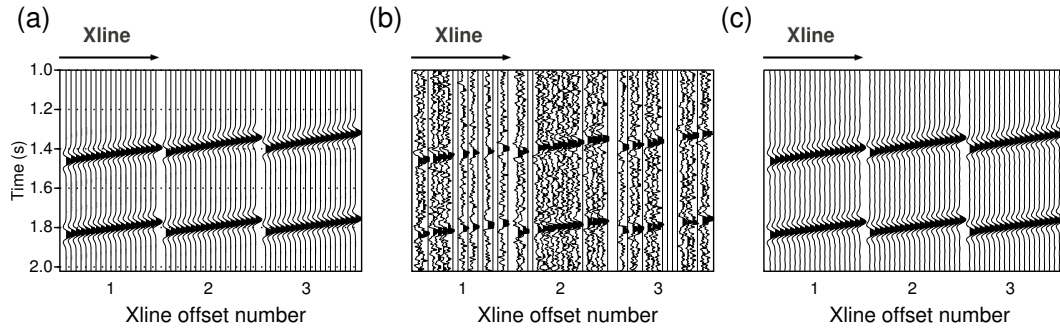 (a)
Xline
1.0
1.2
1.4
1.6
1.8
2.0
Time (s)
1 2 3
Xline offset number
(b)
Xline
1 2 3
Xline offset number
(c)
Xline
1 2 3
Xline offset number